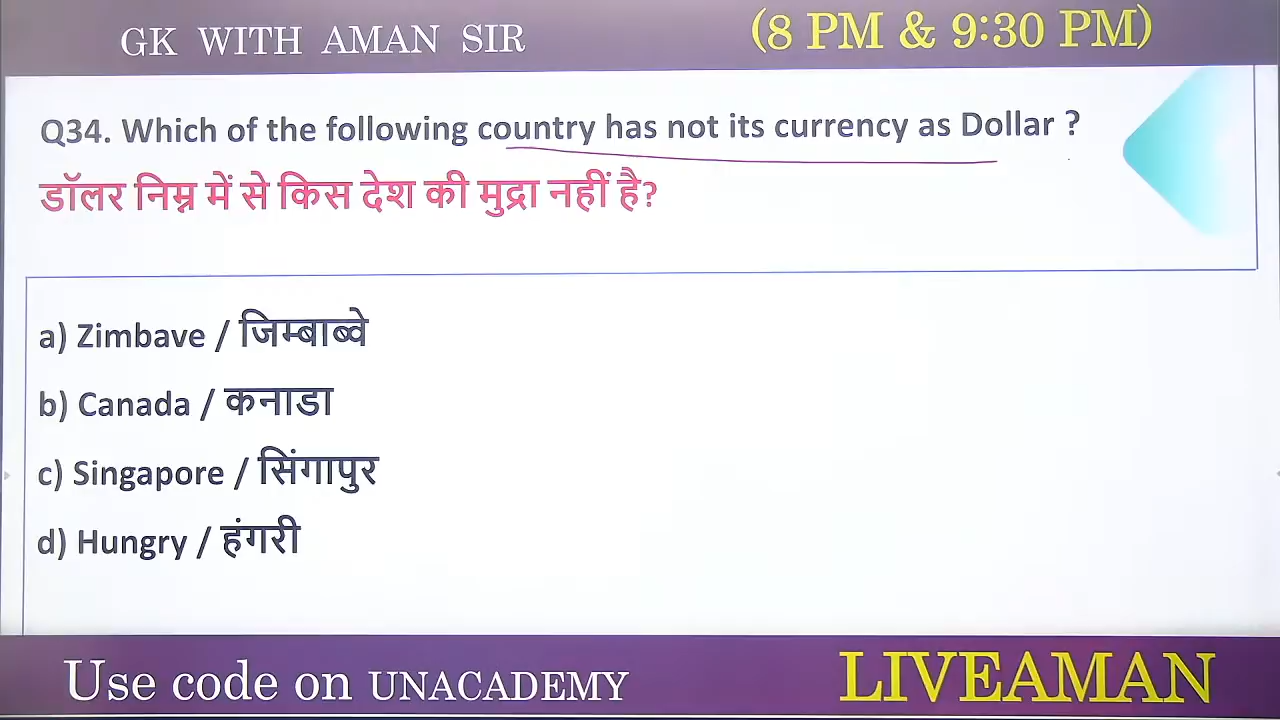 GK WITH AMAN SIR (8 PM & 9:30 PM)
Q34. Which of the following country has not its currency as Dollar ?
डॉलर निम्न में से किस देश की मुद्रा नहीं है?
a) Zimbave / जिम्बाब्वे
b) Canada / कनाडा
c) Singapore / सिंगापुर
d) Hungry / हंगरी
Use code on UNACADEMY LIVEAMAN